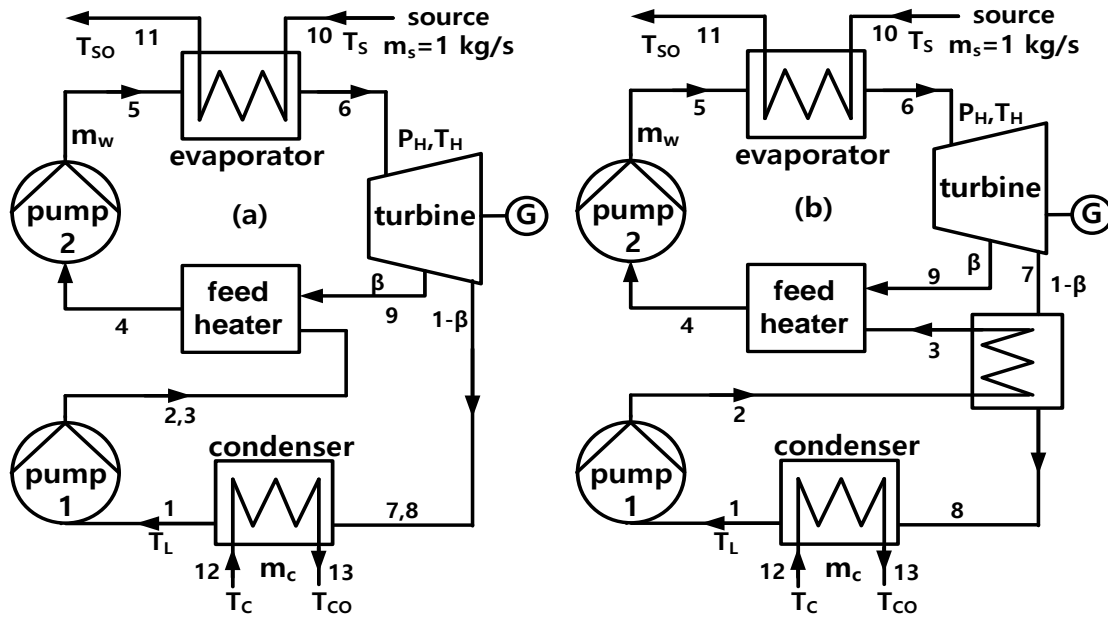 11
T_SO
10
source
T_S
m_s=1 kg/s
5
6
evaporator
m_w
P_H,T_H
pump
2
(a)
turbine
G
feed
heater
β
9
1-β
4
2,3
condenser
pump
1
1
T_L
7,8
12
m_c
13
T_C
T_CO
11
T_SO
10
source
T_S
m_s=1 kg/s
5
6
evaporator
m_w
P_H,T_H
pump
2
(b)
turbine
G
feed
heater
β
9
7
1-β
4
3
2
condenser
pump
1
1
T_L
8
12
m_c
13
T_C
T_CO